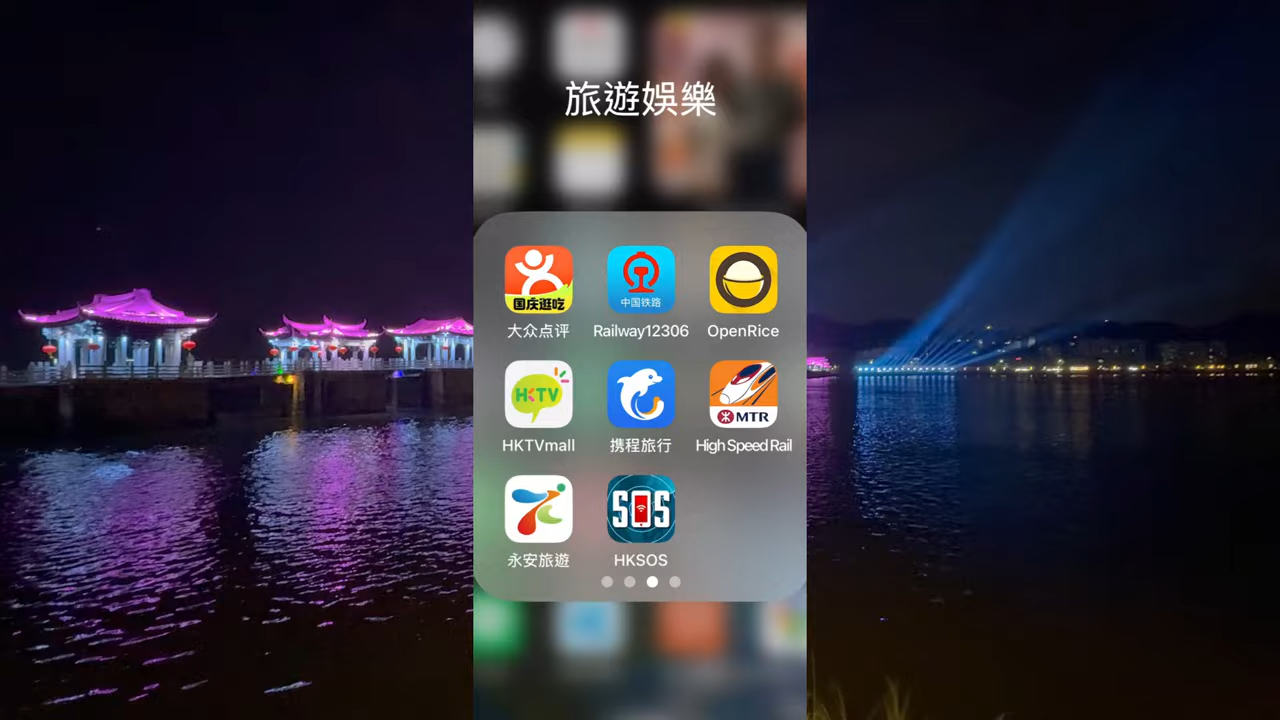 旅遊娛樂
国庆逛吃
中国铁路
大众点评
Railway12306
OpenRice
HKTV
MTR
HKTVmall
携程旅行
High Speed Rail
SOS
永安旅遊
HKSOS